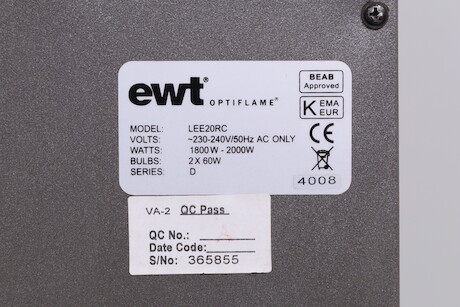 ewt® OPTIFLAME®
BEAB
Approved
K EMA
EUR
CE
MODEL: LEE20RC
VOLTS: ~230-240V/50Hz AC ONLY
WATTS: 1800W - 2000W
BULBS: 2 X 60W
SERIES: D
4008
VA-2 QC Pass
QC No.:
Date Code:
S/No: 365855